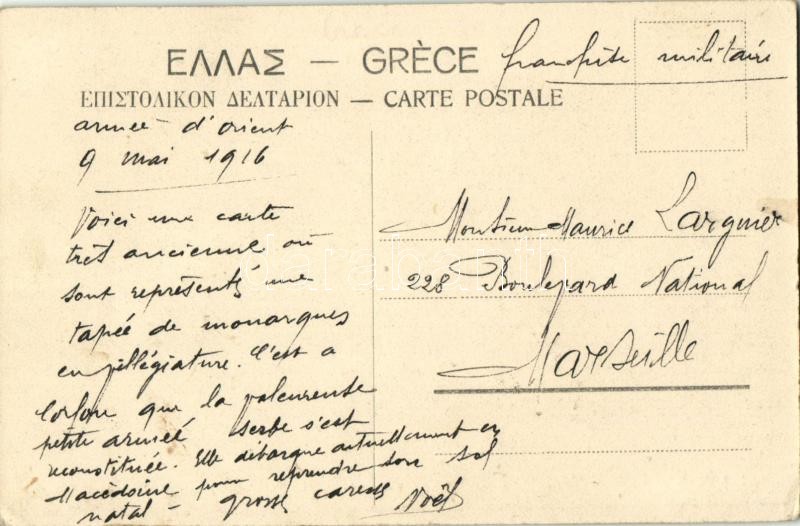 ΕΛΛΑΣ — GRÈCE
franchise militaire
ΕΠΙΣΤΟΛΙΚΟΝ ΔΕΛΤΑΡΙΟΝ — CARTE POSTALE
armée d'orient
9 mai 1916
Voici une carte
très ancienne où
sont représentés une
tapée de monarques
en villégiature. C'est a
Corfou que la valeureuse
petite armée serbe s'est
reconstituée. Elle débarque actuellement en
Macédoine pour reprendre son sol
natal - grosses caresses
Noël
Monsieur Maurice Larguier
228 Boulevard National
Marseille